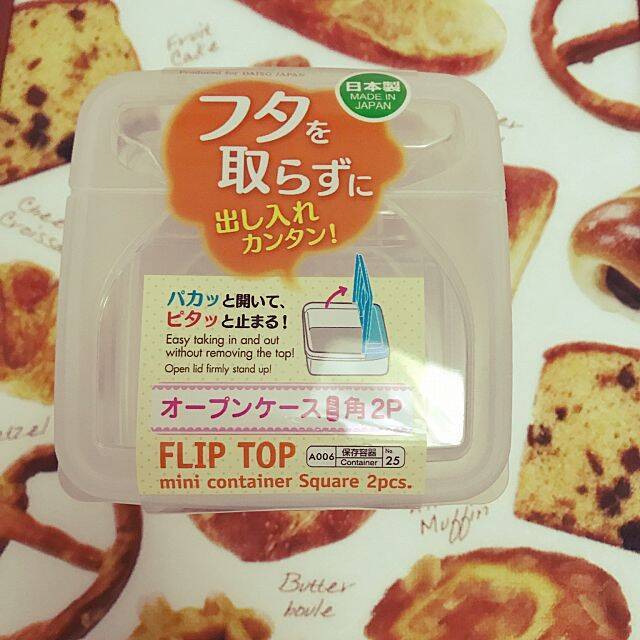 Fruit
Cake
Produced for DAISO JAPAN
日本製
MADE IN
JAPAN
フタを
取らずに
出し入れ
カンタン!
パカッと開いて、
ピタッと止まる!
Easy taking in and out
without removing the top!
Open lid firmly stand up!
オープンケースミニ角2P
FLIP TOP
A006
保存容器
Container
No.
25
mini container Square 2pcs.
Muffin
Butter
boule